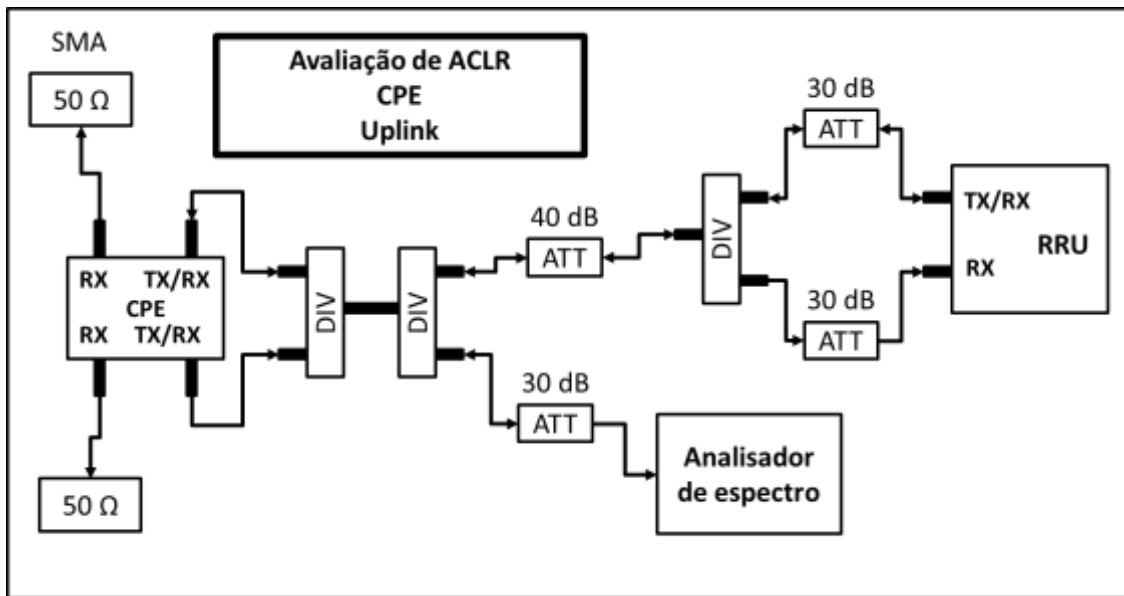 SMA
50 Ω
Avaliação de ACLR
CPE
Uplink
30 dB
ATT
TX/RX
RRU
RX
DIV
40 dB
ATT
30 dB
ATT
RX TX/RX
CPE
RX TX/RX
DIV
DIV
30 dB
ATT
Analisador
de espectro
50 Ω